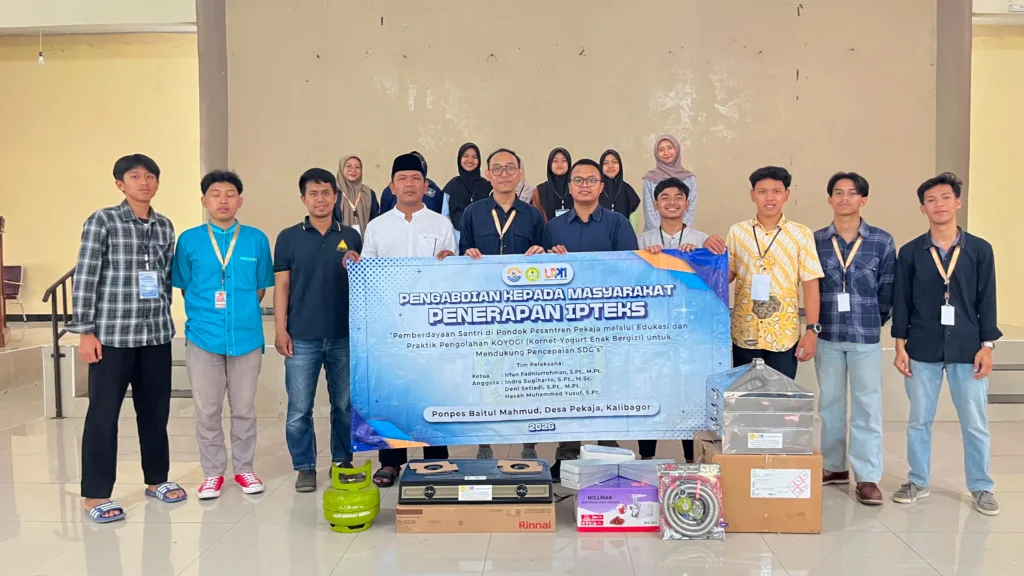 PENGABDIAN KEPADA MASYARAKAT
PENERAPAN IPTEKS
"Pemberdayaan Santri di Pondok Pesantren Pekaja melalui Edukasi dan
Praktik Pengolahan KOYOGI (Kornet-Yogurt Enak Bergizi) untuk
Mendukung Pencapaian SDG's"
Tim Pelaksana:
Ketua : Irfan Fadhlurrohman, S.Pt., M.Pt.
Anggota : Indra Sugiharto, S.Pt., M.Sc.
Deni Setiadi, S.Pt., M.Pt.
Hasan Muhammad Yusuf, S.Pt.
Ponpes Baitul Mahmud, Desa Pekaja, Kalibagor
2026
Rinnai
HILLMAN